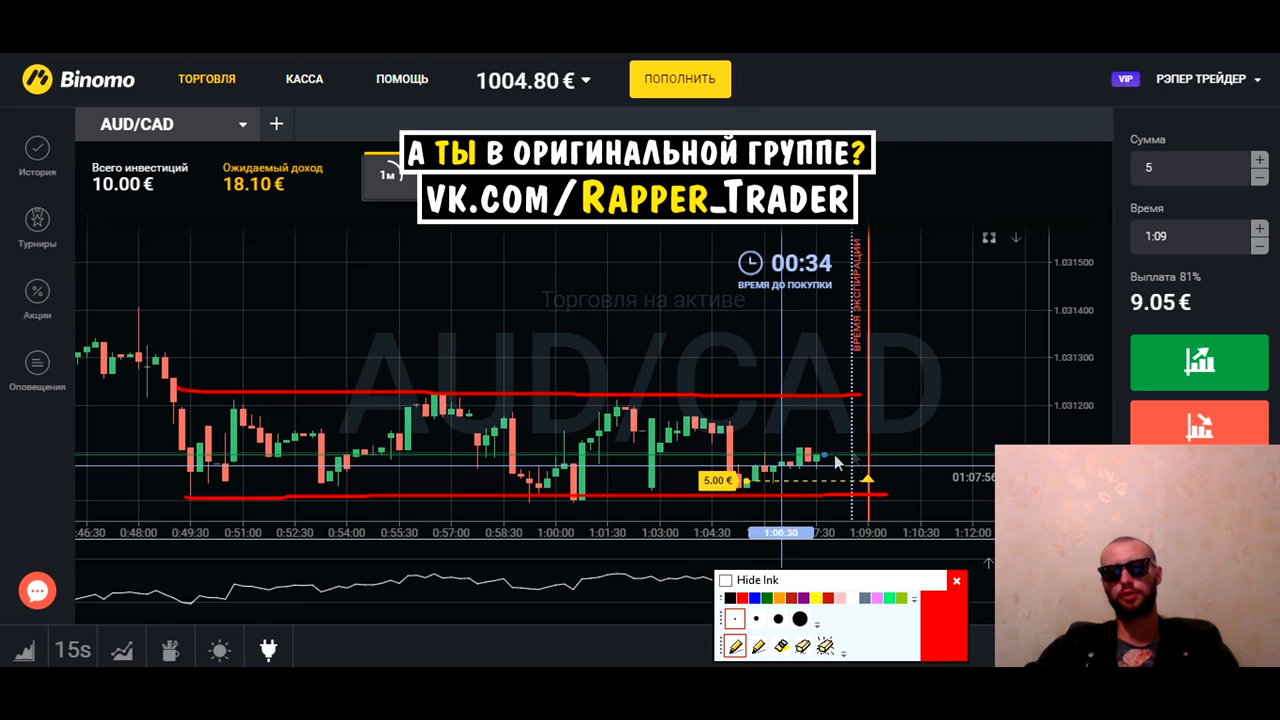 Binomo
ТОРГОВЛЯ
КАССА
ПОМОЩЬ
1004.80 €
ПОПОЛНИТЬ
VIP
РЭПЕР ТРЕЙДЕР
AUD/CAD
+
А ТЫ В ОРИГИНАЛЬНОЙ ГРУППЕ?
VK.COM/RAPPER_TRADER
История
Турниры
Акции
Оповещения
Всего инвестиций
10.00 €
Ожидаемый доход
18.10 €
1м
00:34
ВРЕМЯ ДО ПОКУПКИ
ВРЕМЯ ЭКСПИРАЦИИ
Торговля на активе
AUD/CAD
1.031500
1.031400
1.031300
1.031200
5.00 €
01:07:56
:46:30 0:48:00 0:49:30 0:51:00 0:52:30 0:54:00 0:55:30 0:57:00 0:58:30 1:00:00 1:01:30 1:03:00 1:04:30 1:06:30 7:30 1:09:00 1:10:30 1:12:00
Сумма
5
Время
1:09
Выплата 81%
9.05 €
Hide Ink
15s